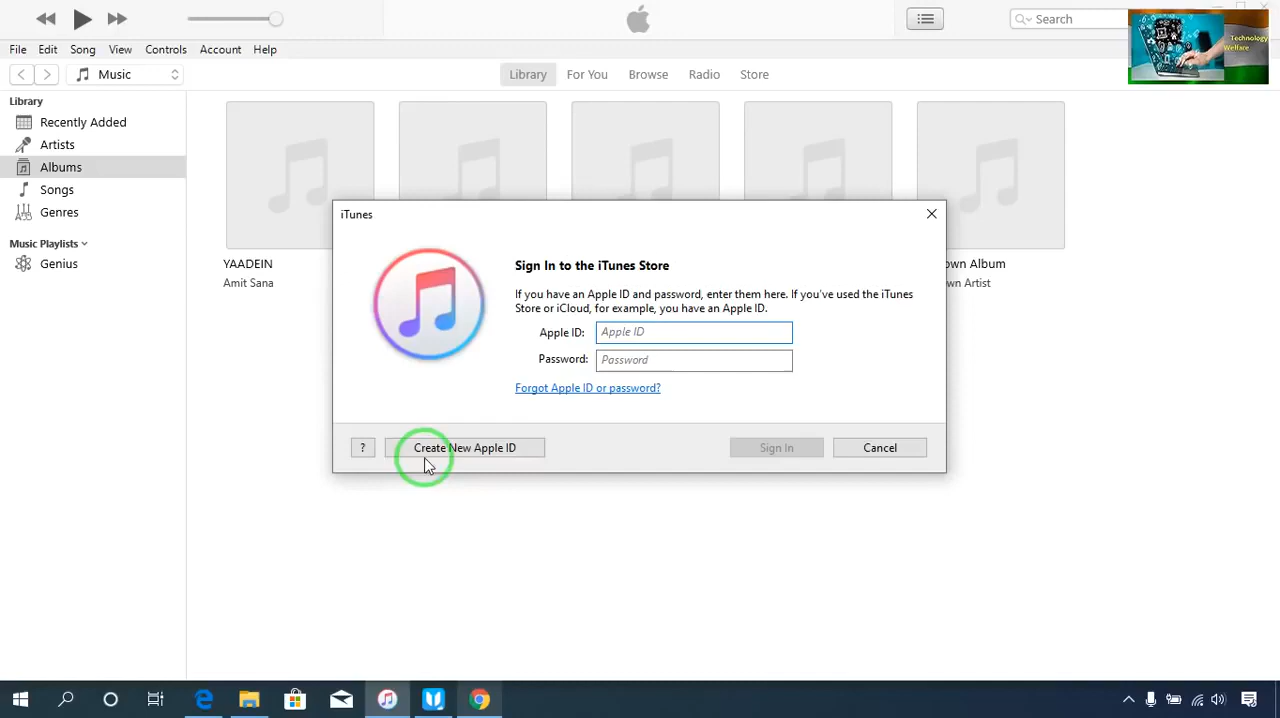 Search
Technology
Welfare
File Edit Song View Controls Account Help
Music
Library For You Browse Radio Store
Library
Recently Added
Artists
Albums
Songs
Genres
Music Playlists
Genius
YAADEIN
Amit Sana
own Album
own Artist
iTunes
Sign In to the iTunes Store
If you have an Apple ID and password, enter them here. If you've used the iTunes
Store or iCloud, for example, you have an Apple ID.
Apple ID: Apple ID
Password: Password
Forgot Apple ID or password?
? Create New Apple ID Sign In Cancel